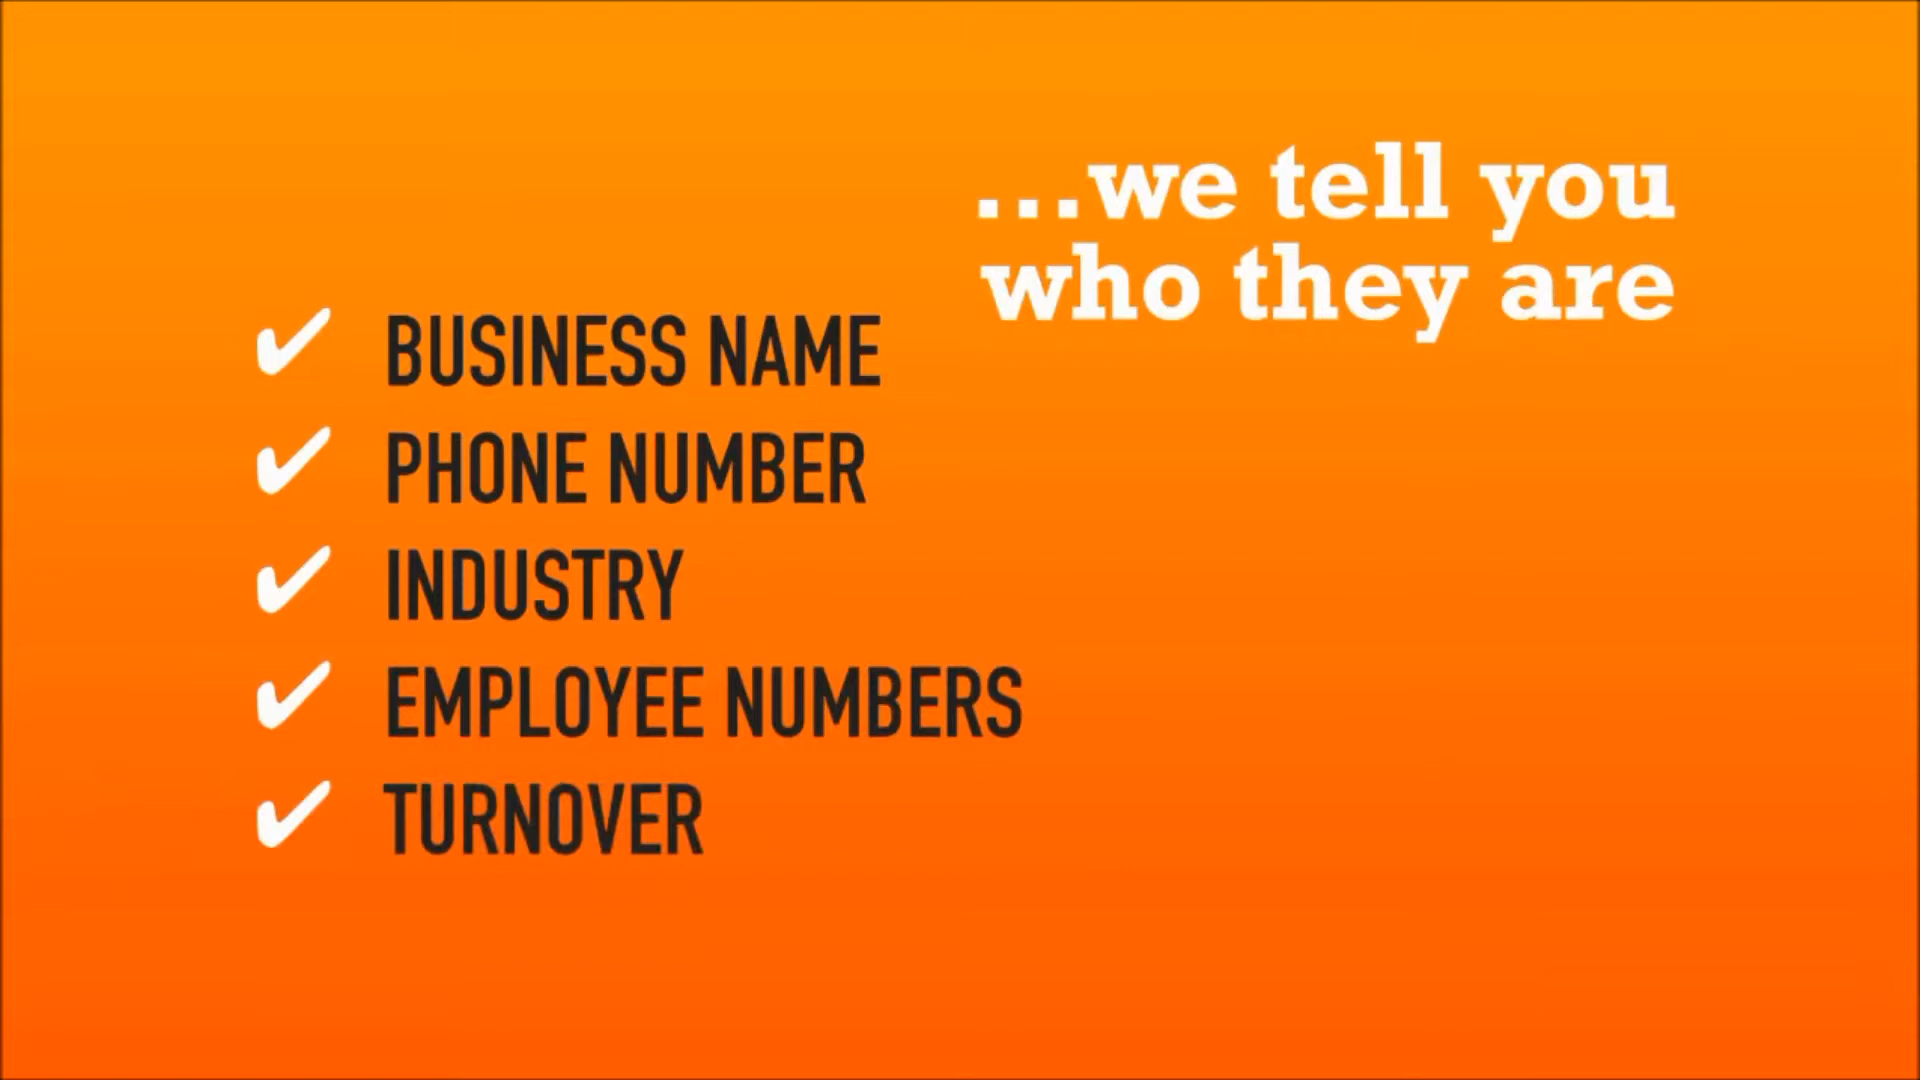 ...we tell you
who they are
BUSINESS NAME
PHONE NUMBER
INDUSTRY
EMPLOYEE NUMBERS
TURNOVER